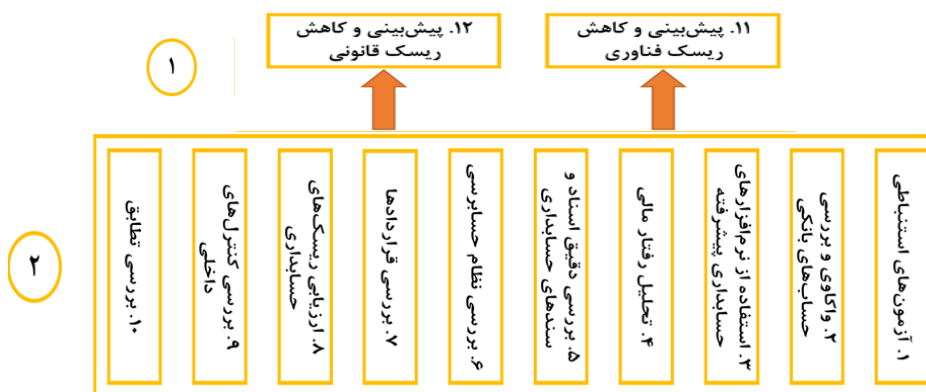 ۱۱. پیش‌بینی و کاهش
ریسک فناوری
۱۲. پیش‌بینی و کاهش
ریسک قانونی
۱
۱. آزمون‌های استنباطی
۲. واکاوی و بررسی
حساب‌های بانکی
۳. استفاده از نرم‌افزارهای
حسابداری پیشرفته
۴. تحلیل رفتار مالی
۵. بررسی دقیق اسناد و
سندهای حسابداری
۶. بررسی نظام حسابرسی
۷. بررسی قراردادها
۸. ارزیابی ریسک‌های
حسابداری
۹. بررسی کنترل‌های
داخلی
۱۰. بررسی تطابق
۲